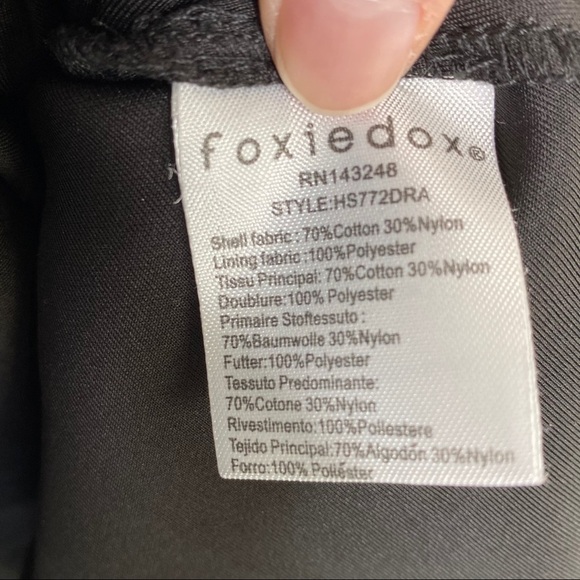 foxiedox®
RN143248
STYLE:HS772DRA
Shell fabric : 70%Cotton 30%Nylon
Lining fabric :100%Polyester
Tissu Principal: 70%Cotton 30%Nylon
Doublure:100% Polyester
Primaire Stoftessuto :
70%Baumwolle 30%Nylon
Futter:100%Polyester
Tessuto Predominante:
70%Cotone 30%Nylon
Rivestimento:100%Poliestere
Tejido Principal:70%Algodón 30%Nylon
Forro:100% Poliéster